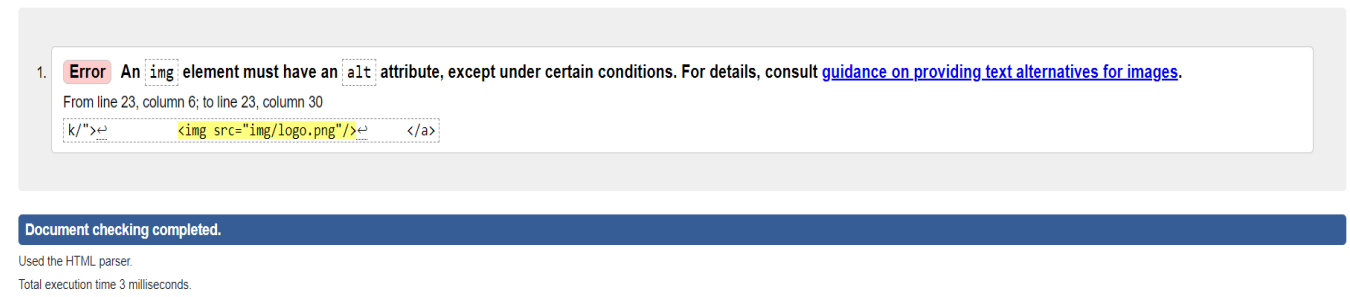 1. Error An img element must have an alt attribute, except under certain conditions. For details, consult guidance on providing text alternatives for images.
From line 23, column 6; to line 23, column 30
k/">↩ <img src="img/logo.png"/>↩ </a>
Document checking completed.
Used the HTML parser.
Total execution time 3 milliseconds.